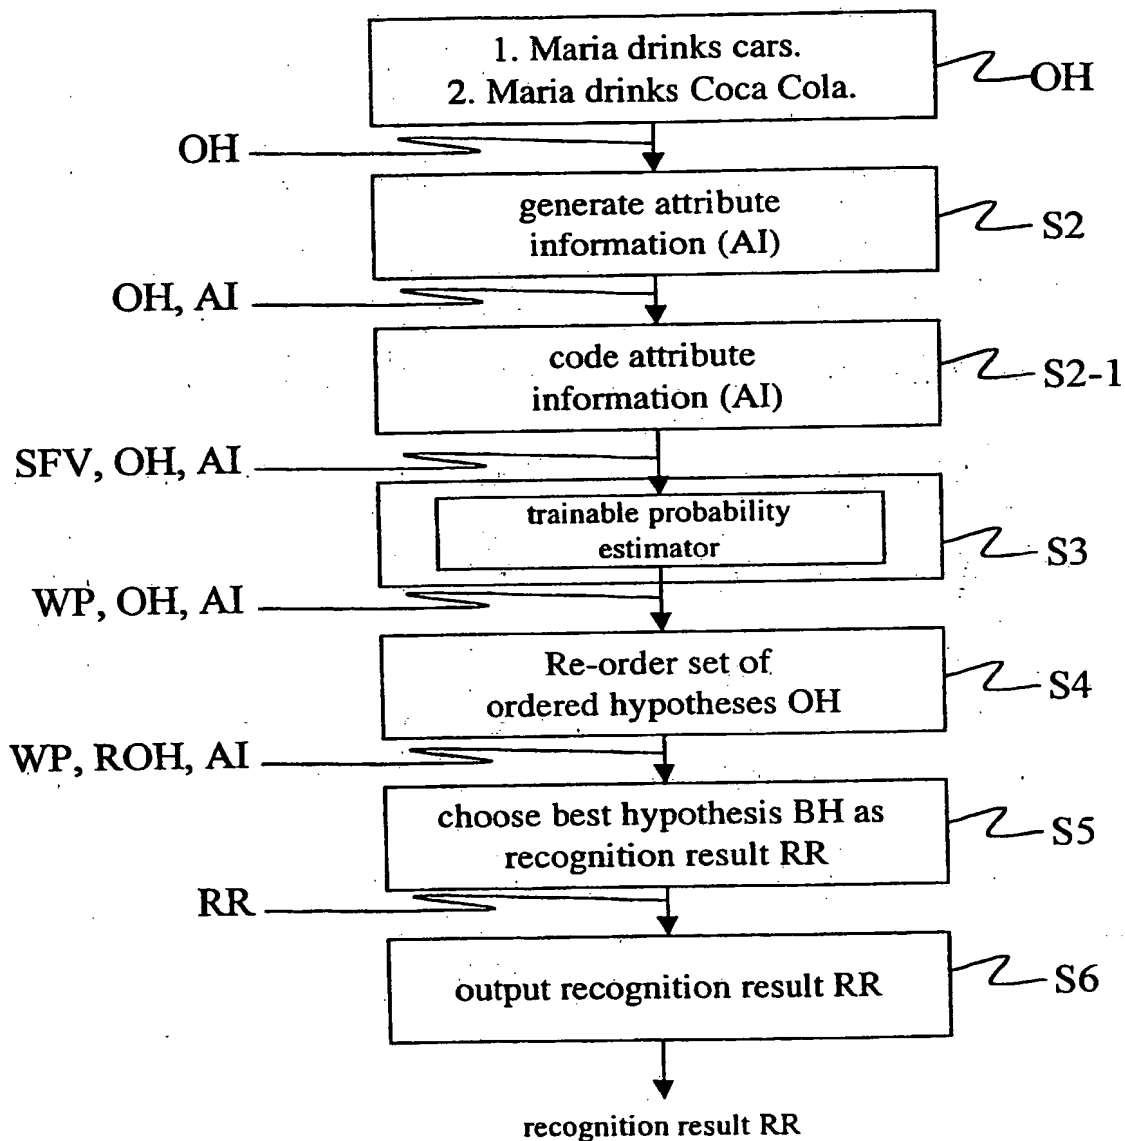 1. Maria drinks cars.
2. Maria drinks Coca Cola.
OH
OH
generate attribute
information (AI)
S2
OH, AI
code attribute
information (AI)
S2-1
SFV, OH, AI
trainable probability
estimator
S3
WP, OH, AI
Re-order set of
ordered hypotheses OH
S4
WP, ROH, AI
choose best hypothesis BH as
recognition result RR
S5
RR
output recognition result RR
S6
recognition result RR